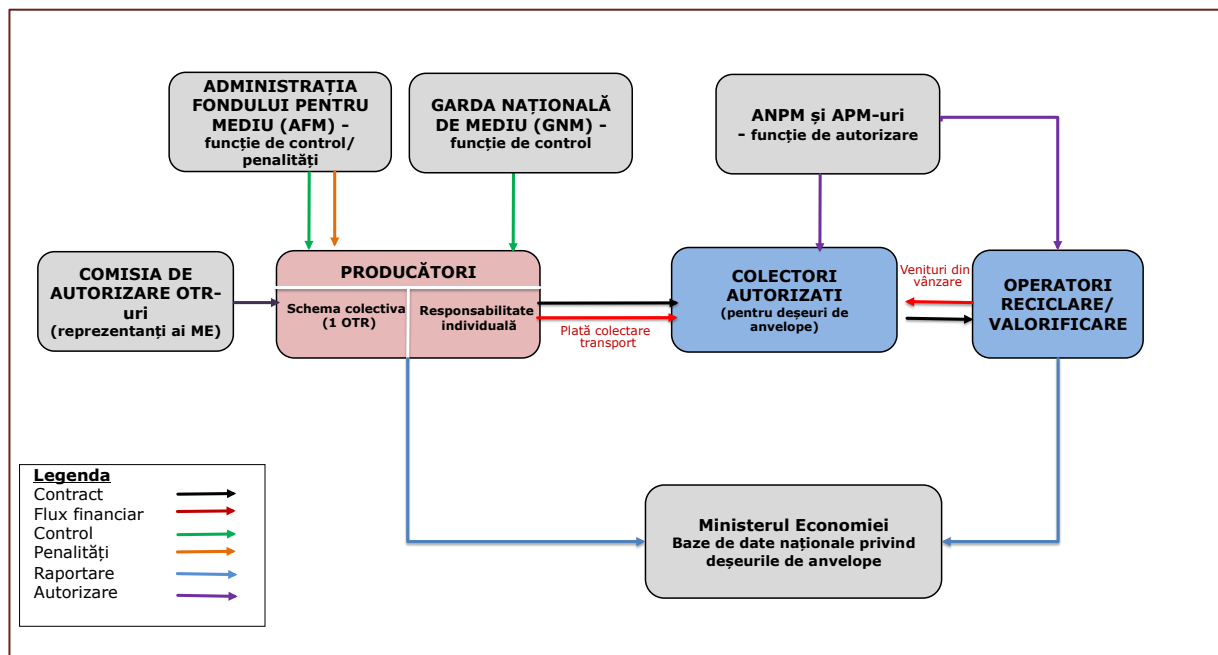 ADMINISTRAȚIA
FONDULUI PENTRU
MEDIU (AFM) -
funcție de control/
penalități
GARDA NAȚIONALĂ
DE MEDIU (GNM) -
funcție de control
ANPM și APM-uri
- funcție de autorizare
COMISIA DE
AUTORIZARE OTR-
uri
(reprezentanți ai ME)
PRODUCĂTORI
Schema colectiva
(1 OTR)
Responsabilitate
individuală
Plată colectare
transport
COLECTORI
AUTORIZATI
(pentru deșeuri de
anvelope)
Venituri din
vânzare
OPERATORI
RECICLARE/
VALORIFICARE
Legenda
Contract
Flux financiar
Control
Penalități
Raportare
Autorizare
Ministerul Economiei
Baze de date naționale privind
deșeurile de anvelope